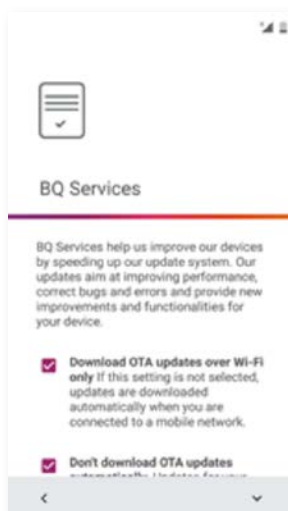 BQ Services
BQ Services help us improve our devices
by speeding up our update system. Our
updates aim at improving performance,
correct bugs and errors and provide new
improvements and functionalities for
your device.
Download OTA updates over Wi-Fi
only If this setting is not selected,
updates are downloaded
automatically when you are
connected to a mobile network.
Don't download OTA updates